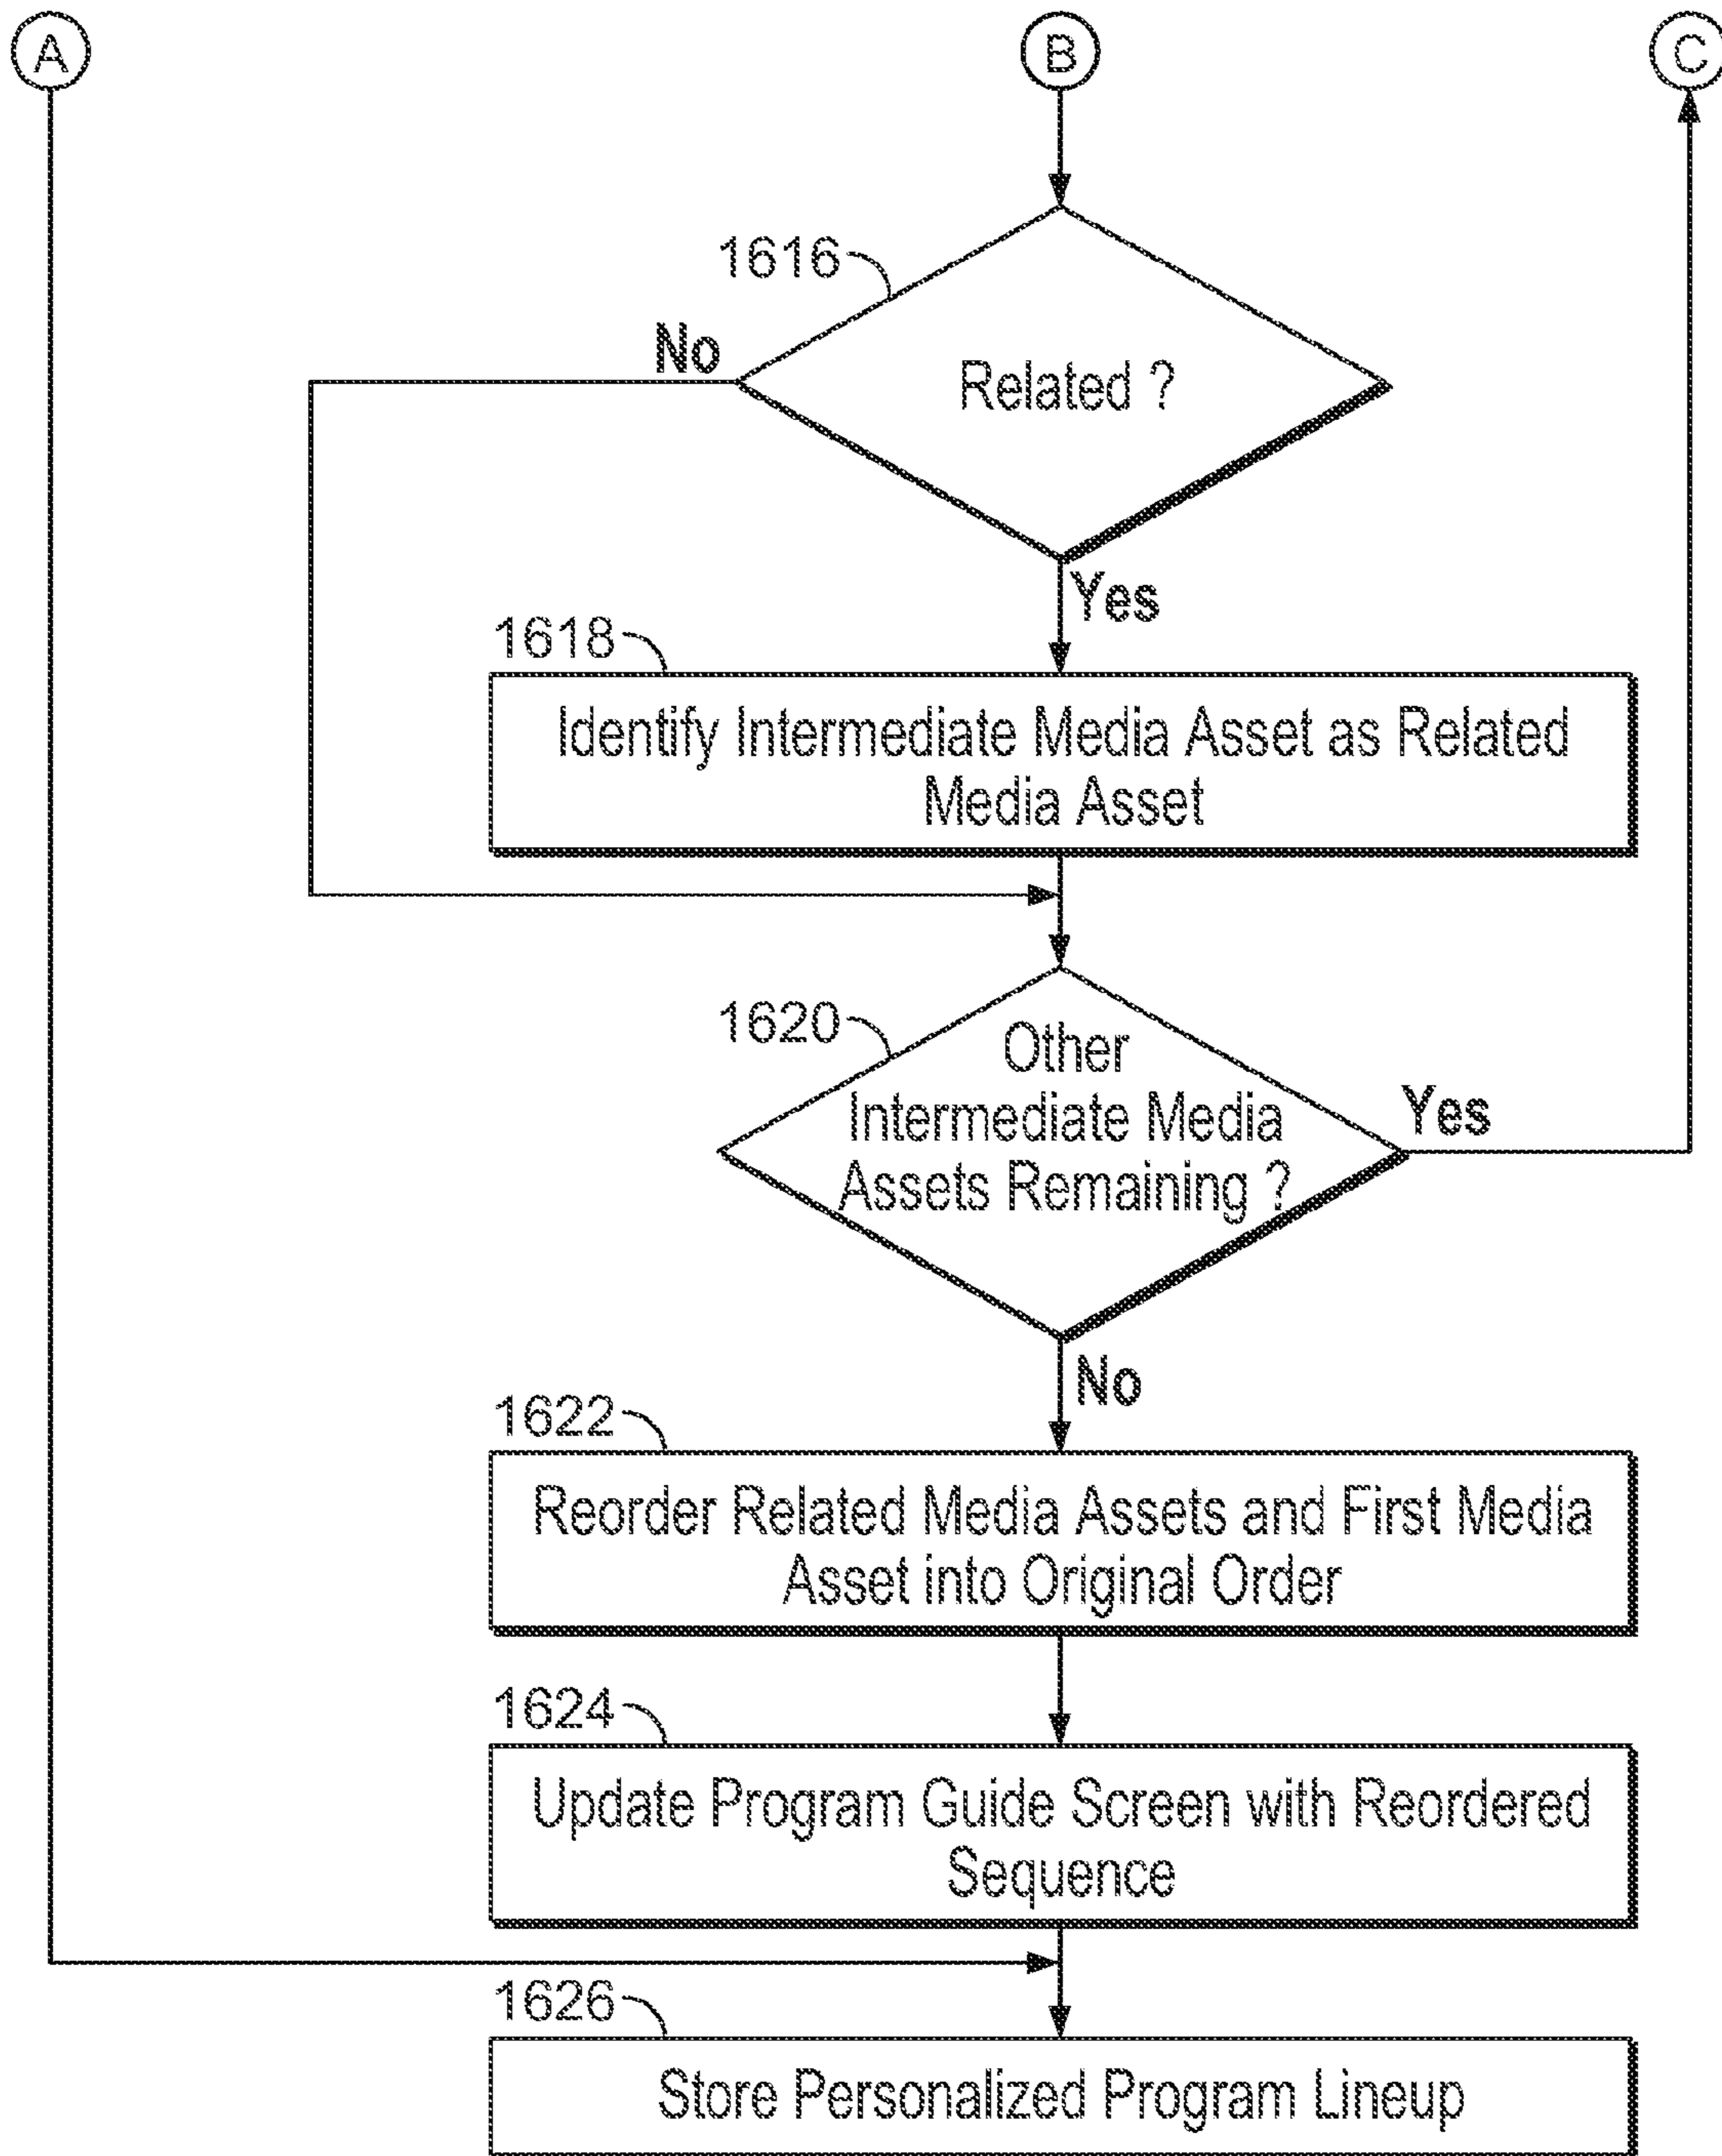 A
B
C
1616
No
Related ?
Yes
1618
Identify Intermediate Media Asset as Related
Media Asset
1620
Other
Intermediate Media
Assets Remaining ?
Yes
No
1622
Reorder Related Media Assets and First Media
Asset into Original Order
1624
Update Program Guide Screen with Reordered
Sequence
1626
Store Personalized Program Lineup